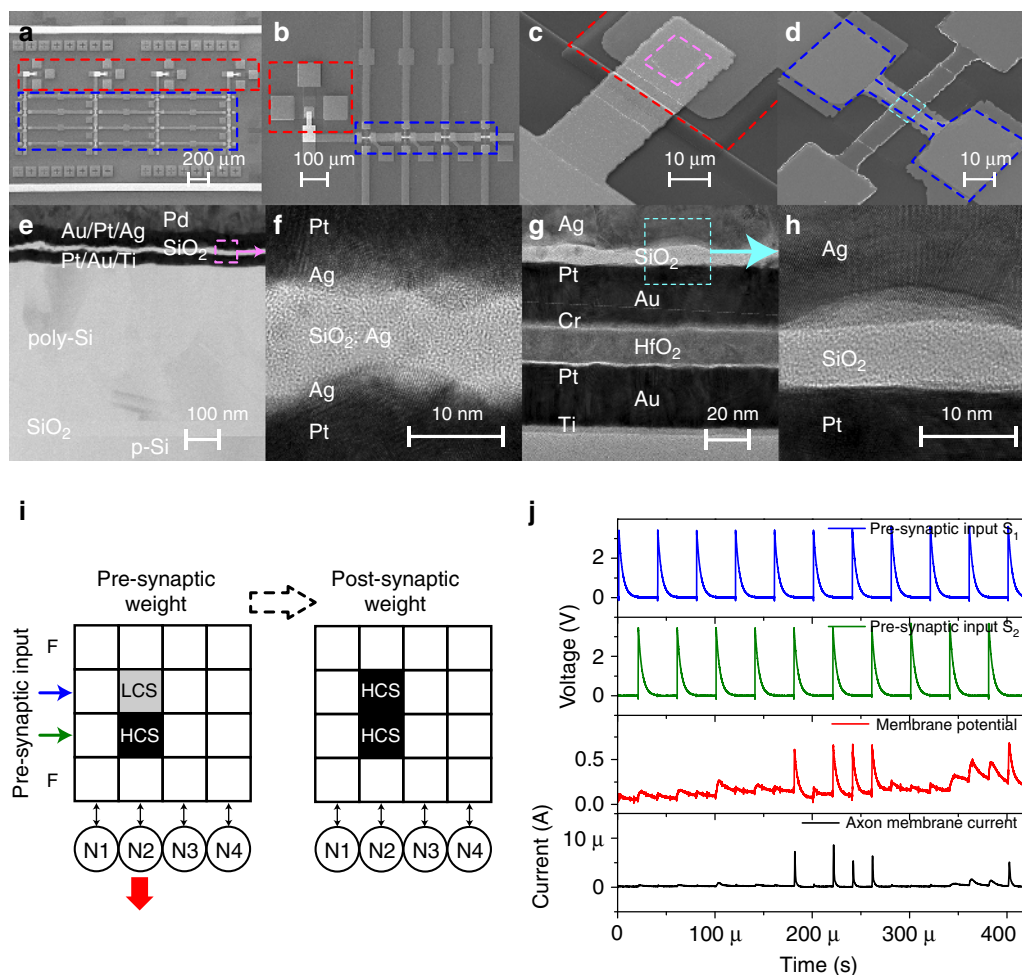 a
200 μm
b
100 μm
c
10 μm
d
10 μm
e
Pd
Au/Pt/Ag
SiO2
Pt/Au/Ti
poly-Si
SiO2
100 nm
p-Si
f
Pt
Ag
SiO2: Ag
Ag
10 nm
Pt
g
Ag
SiO2
Pt
Au
Cr
HfO2
Pt
Au
Ti
20 nm
h
Ag
SiO2
10 nm
Pt
i
Pre-synaptic
weight
Post-synaptic
weight
Pre-synaptic input
F
LCS
HCS
F
HCS
HCS
N1 N2 N3 N4
N1 N2 N3 N4
j
Pre-synaptic input S1
2
0
Voltage (V)
Pre-synaptic input S2
2
0
Membrane potential
0.5
0.0
Current (A)
Axon membrane current
10 μ
0
0 100 μ 200 μ 300 μ 400
Time (s)